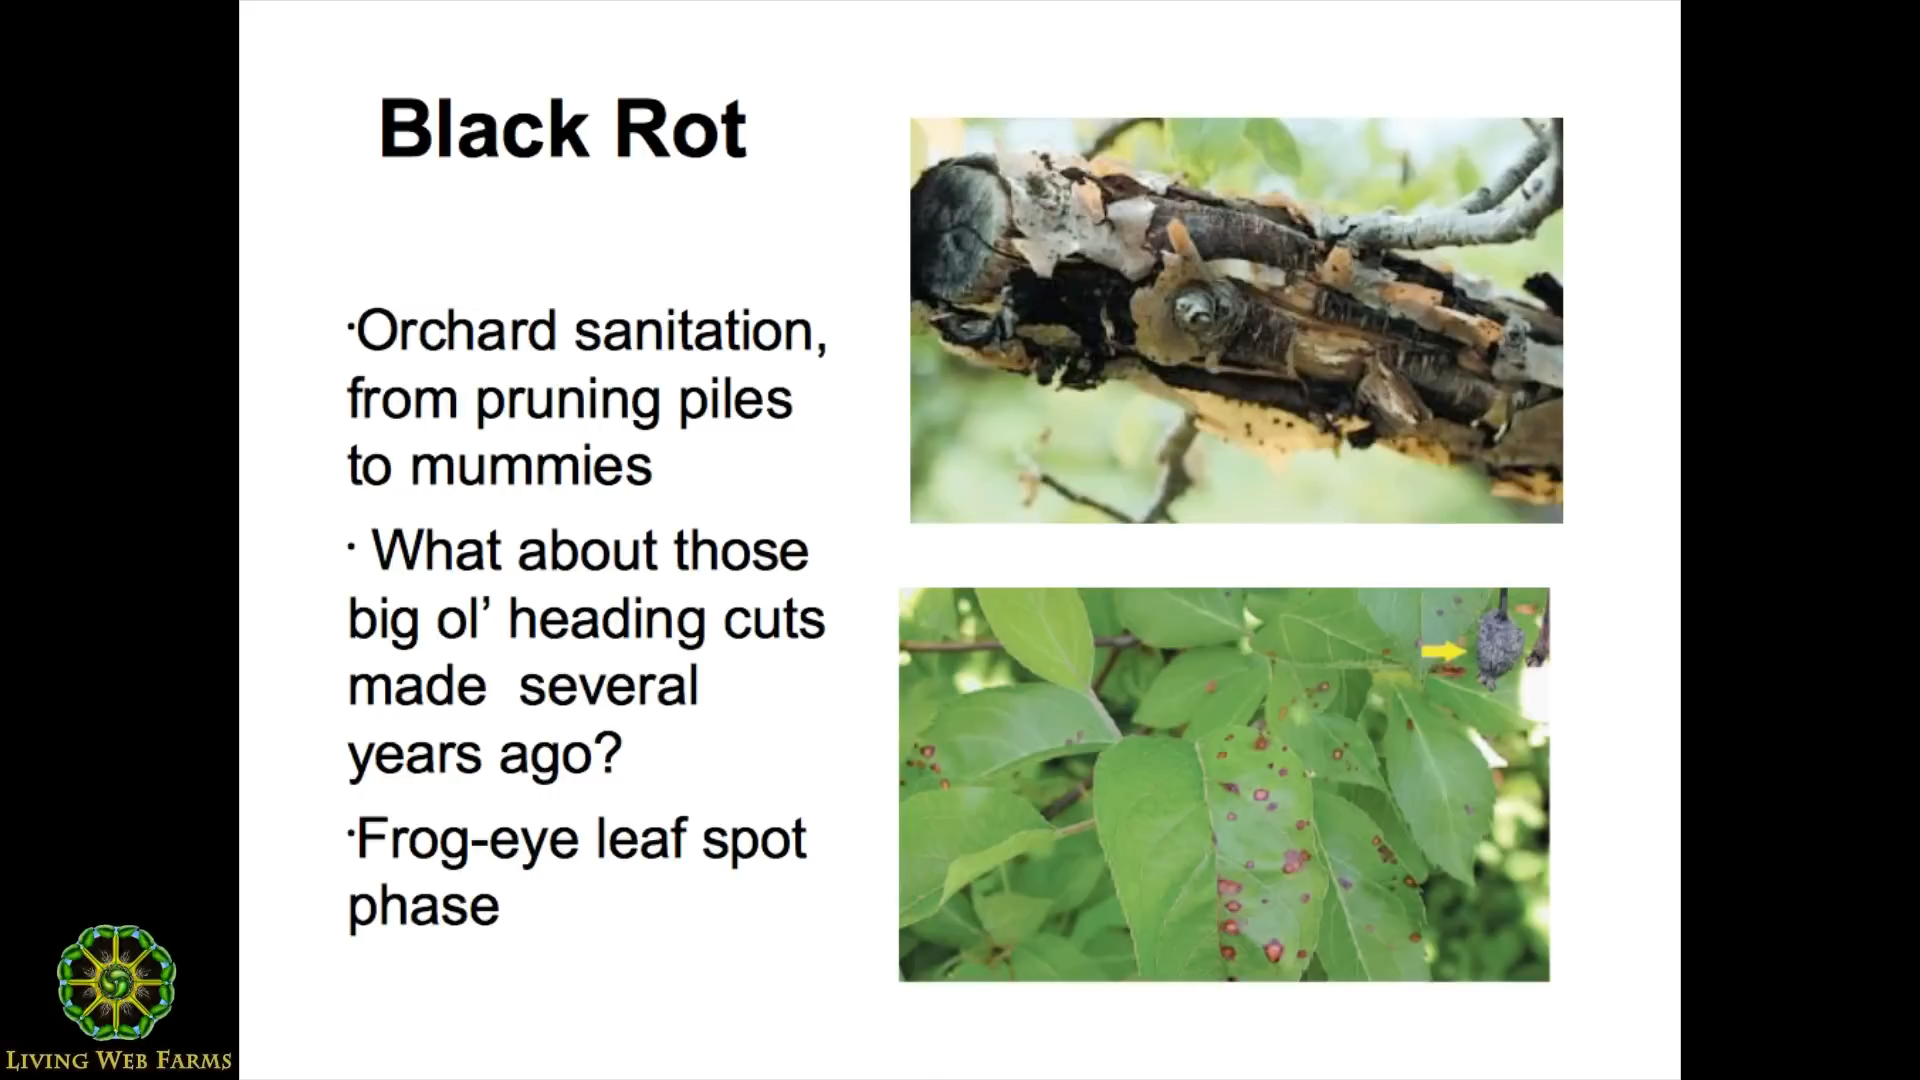 Black Rot
·Orchard sanitation,
from pruning piles
to mummies
· What about those
big ol’ heading cuts
made  several
years ago?
·Frog-eye leaf spot
phase
LIVING WEB FARMS